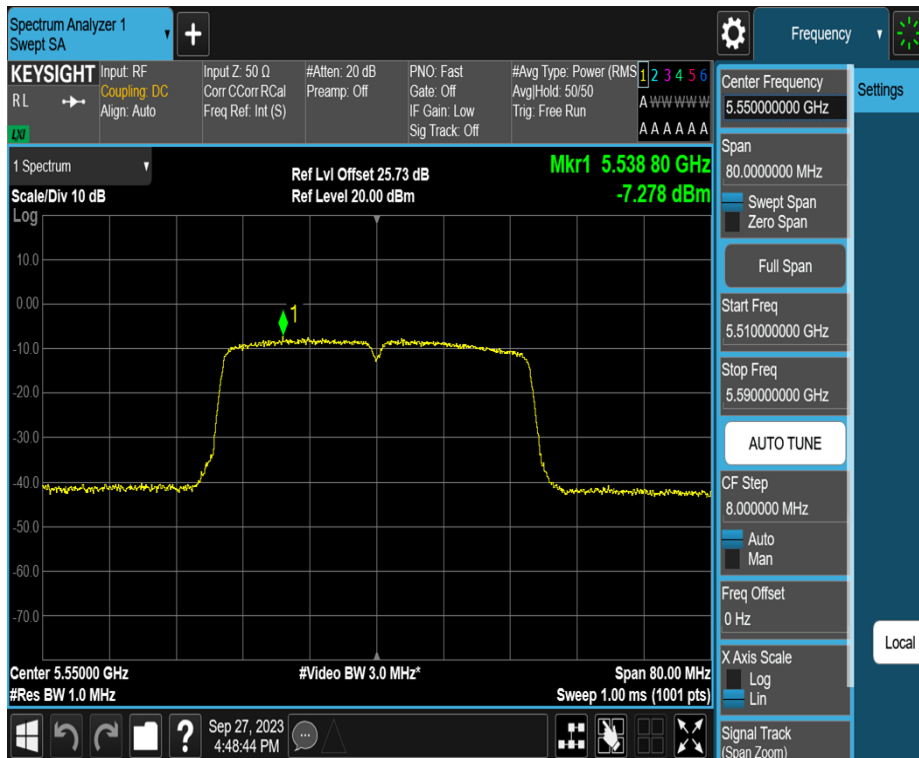 Spectrum Analyzer 1
Swept SA
+
Frequency
KEYSIGHT
R L
LXI
Input: RF
Coupling: DC
Align: Auto
Input Z: 50 Ω
Corr CCorr RCal
Freq Ref: Int (S)
#Atten: 20 dB
Preamp: Off
PNO: Fast
Gate: Off
IF Gain: Low
Sig Track: Off
#Avg Type: Power (RMS
Avg|Hold: 50/50
Trig: Free Run
1 2 3 4 5 6
A W W W W W
A A A A A A
1 Spectrum
Scale/Div 10 dB
Log
Ref Lvl Offset 25.73 dB
Ref Level 20.00 dBm
Mkr1 5.538 80 GHz
-7.278 dBm
10.0
0.00
1
-10.0
-20.0
-30.0
-40.0
-50.0
-60.0
-70.0
Center 5.55000 GHz
#Res BW 1.0 MHz
#Video BW 3.0 MHz*
Span 80.00 MHz
Sweep 1.00 ms (1001 pts)
?
Sep 27, 2023
4:48:44 PM
Center Frequency
5.550000000 GHz
Span
80.0000000 MHz
Swept Span
Zero Span
Full Span
Start Freq
5.510000000 GHz
Stop Freq
5.590000000 GHz
AUTO TUNE
CF Step
8.000000 MHz
Auto
Man
Freq Offset
0 Hz
X Axis Scale
Log
Lin
Signal Track
(Span Zoom)
Settings
Local